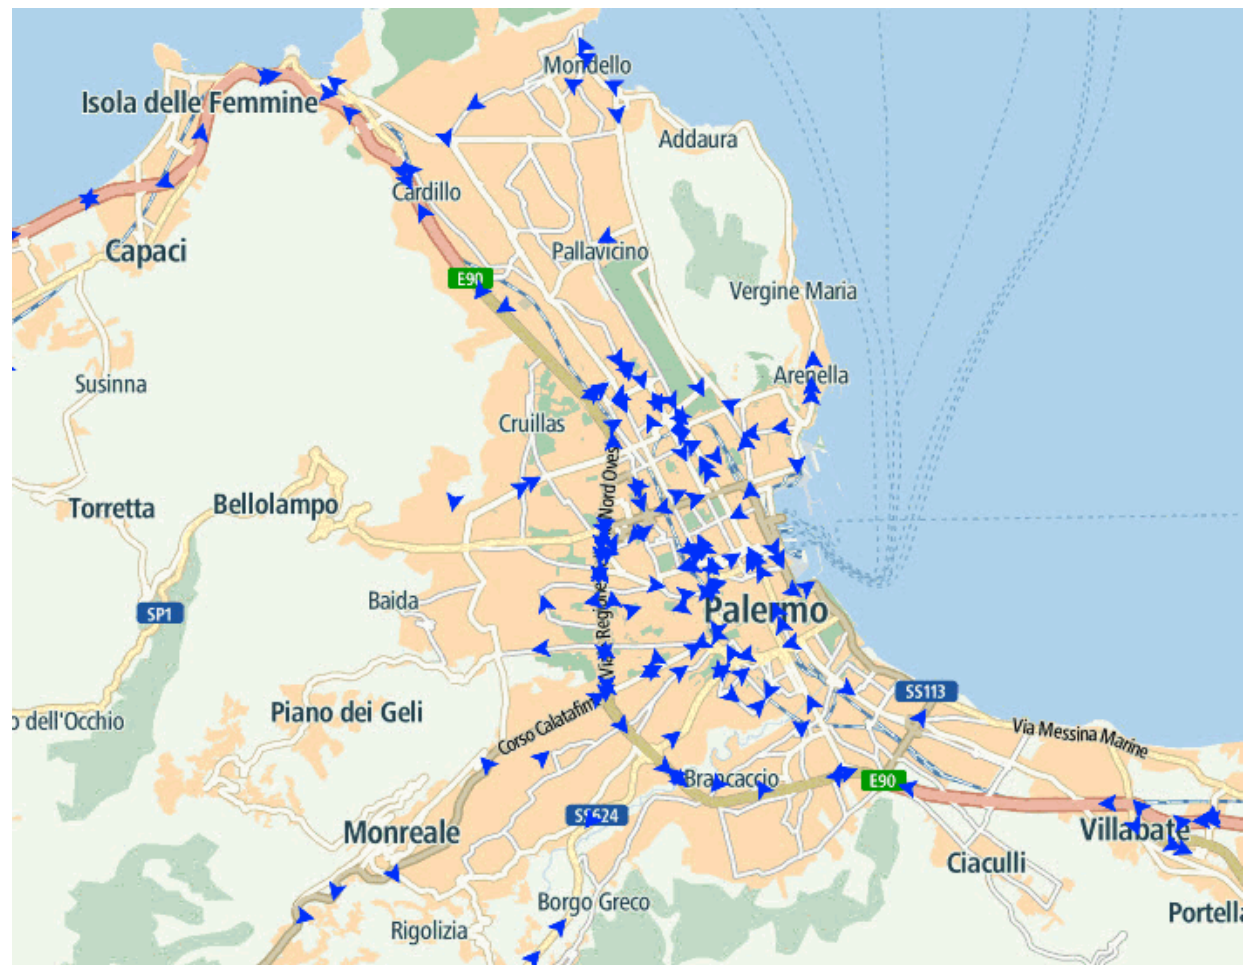 Mondello
Isola delle Femmine
Addaura
Cardillo
Capaci
Pallavicino
E90
Vergine Maria
Susinna
Arenella
Cruillas
Nord Oves
Bellolampo
Torretta
Baida
SP1
Palermo
Viale Regione
SS113
Piano dei Geli
o dell'Occhio
Corso Calatafimi
Via Messina Marine
Brancaccio
E90
SS624
Monreale
Villabate
Ciaculli
Borgo Greco
Portella
Rigolizia